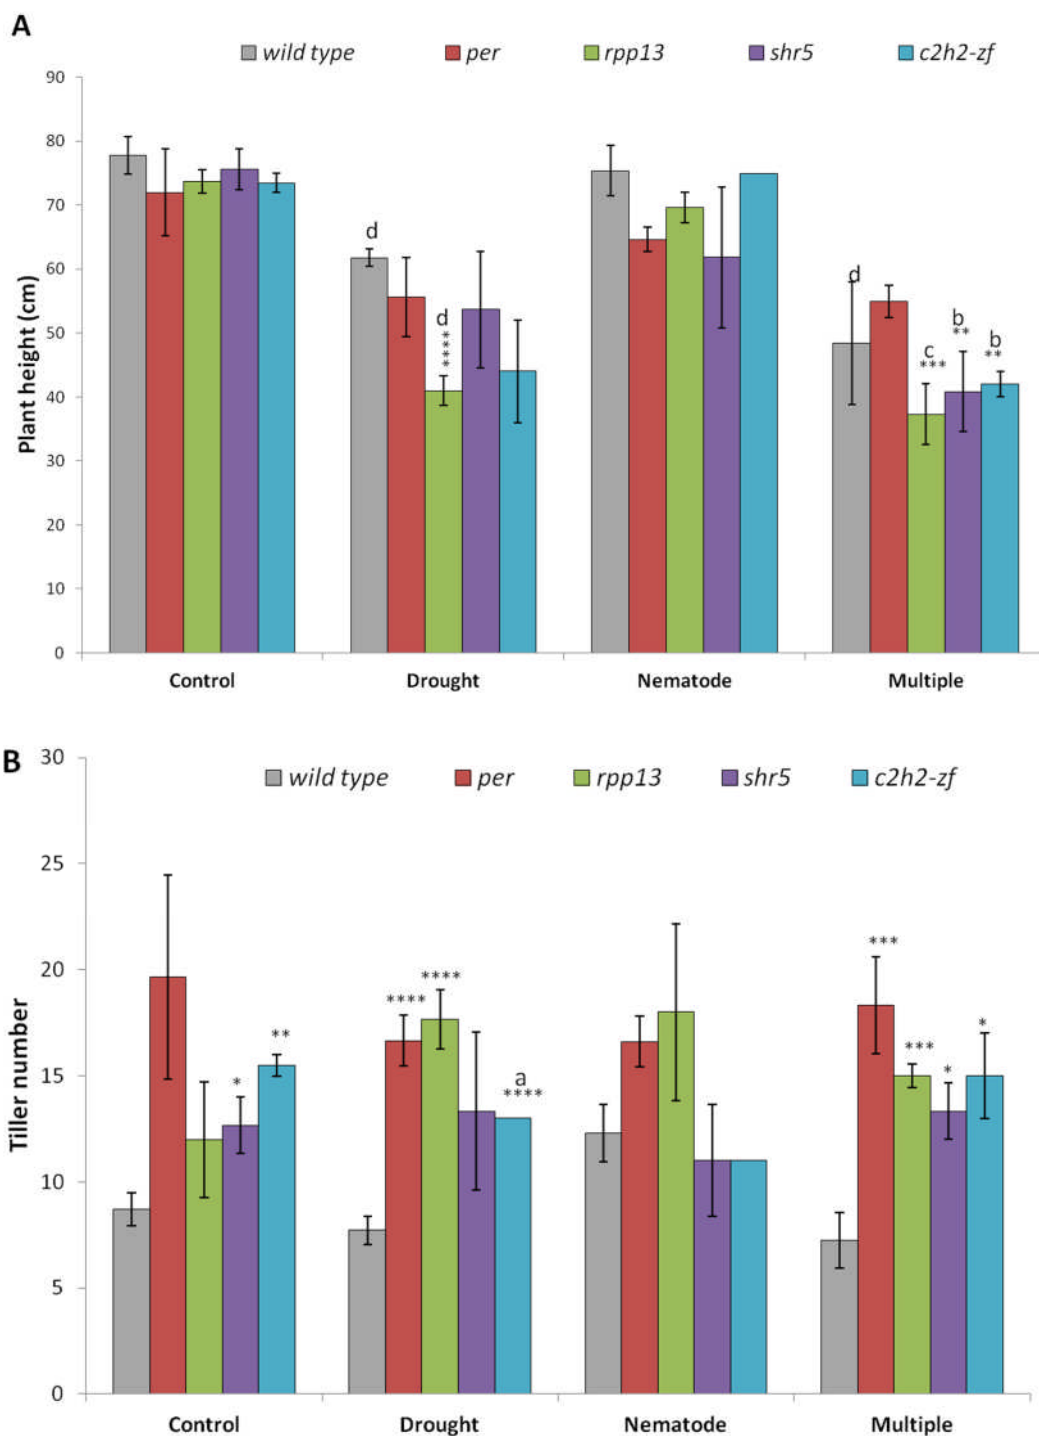 A
wild type per rpp13 shr5 c2h2-zf
90
80
70
60
50
40
30
20
10
0
Plant height (cm)
d
d
****
d
c
***
b
**
b
**
Control Drought Nematode Multiple
B
wild type per rpp13 shr5 c2h2-zf
30
25
20
15
10
5
0
Tiller number
*
**
****
****
a
****
***
***
*
*
Control Drought Nematode Multiple